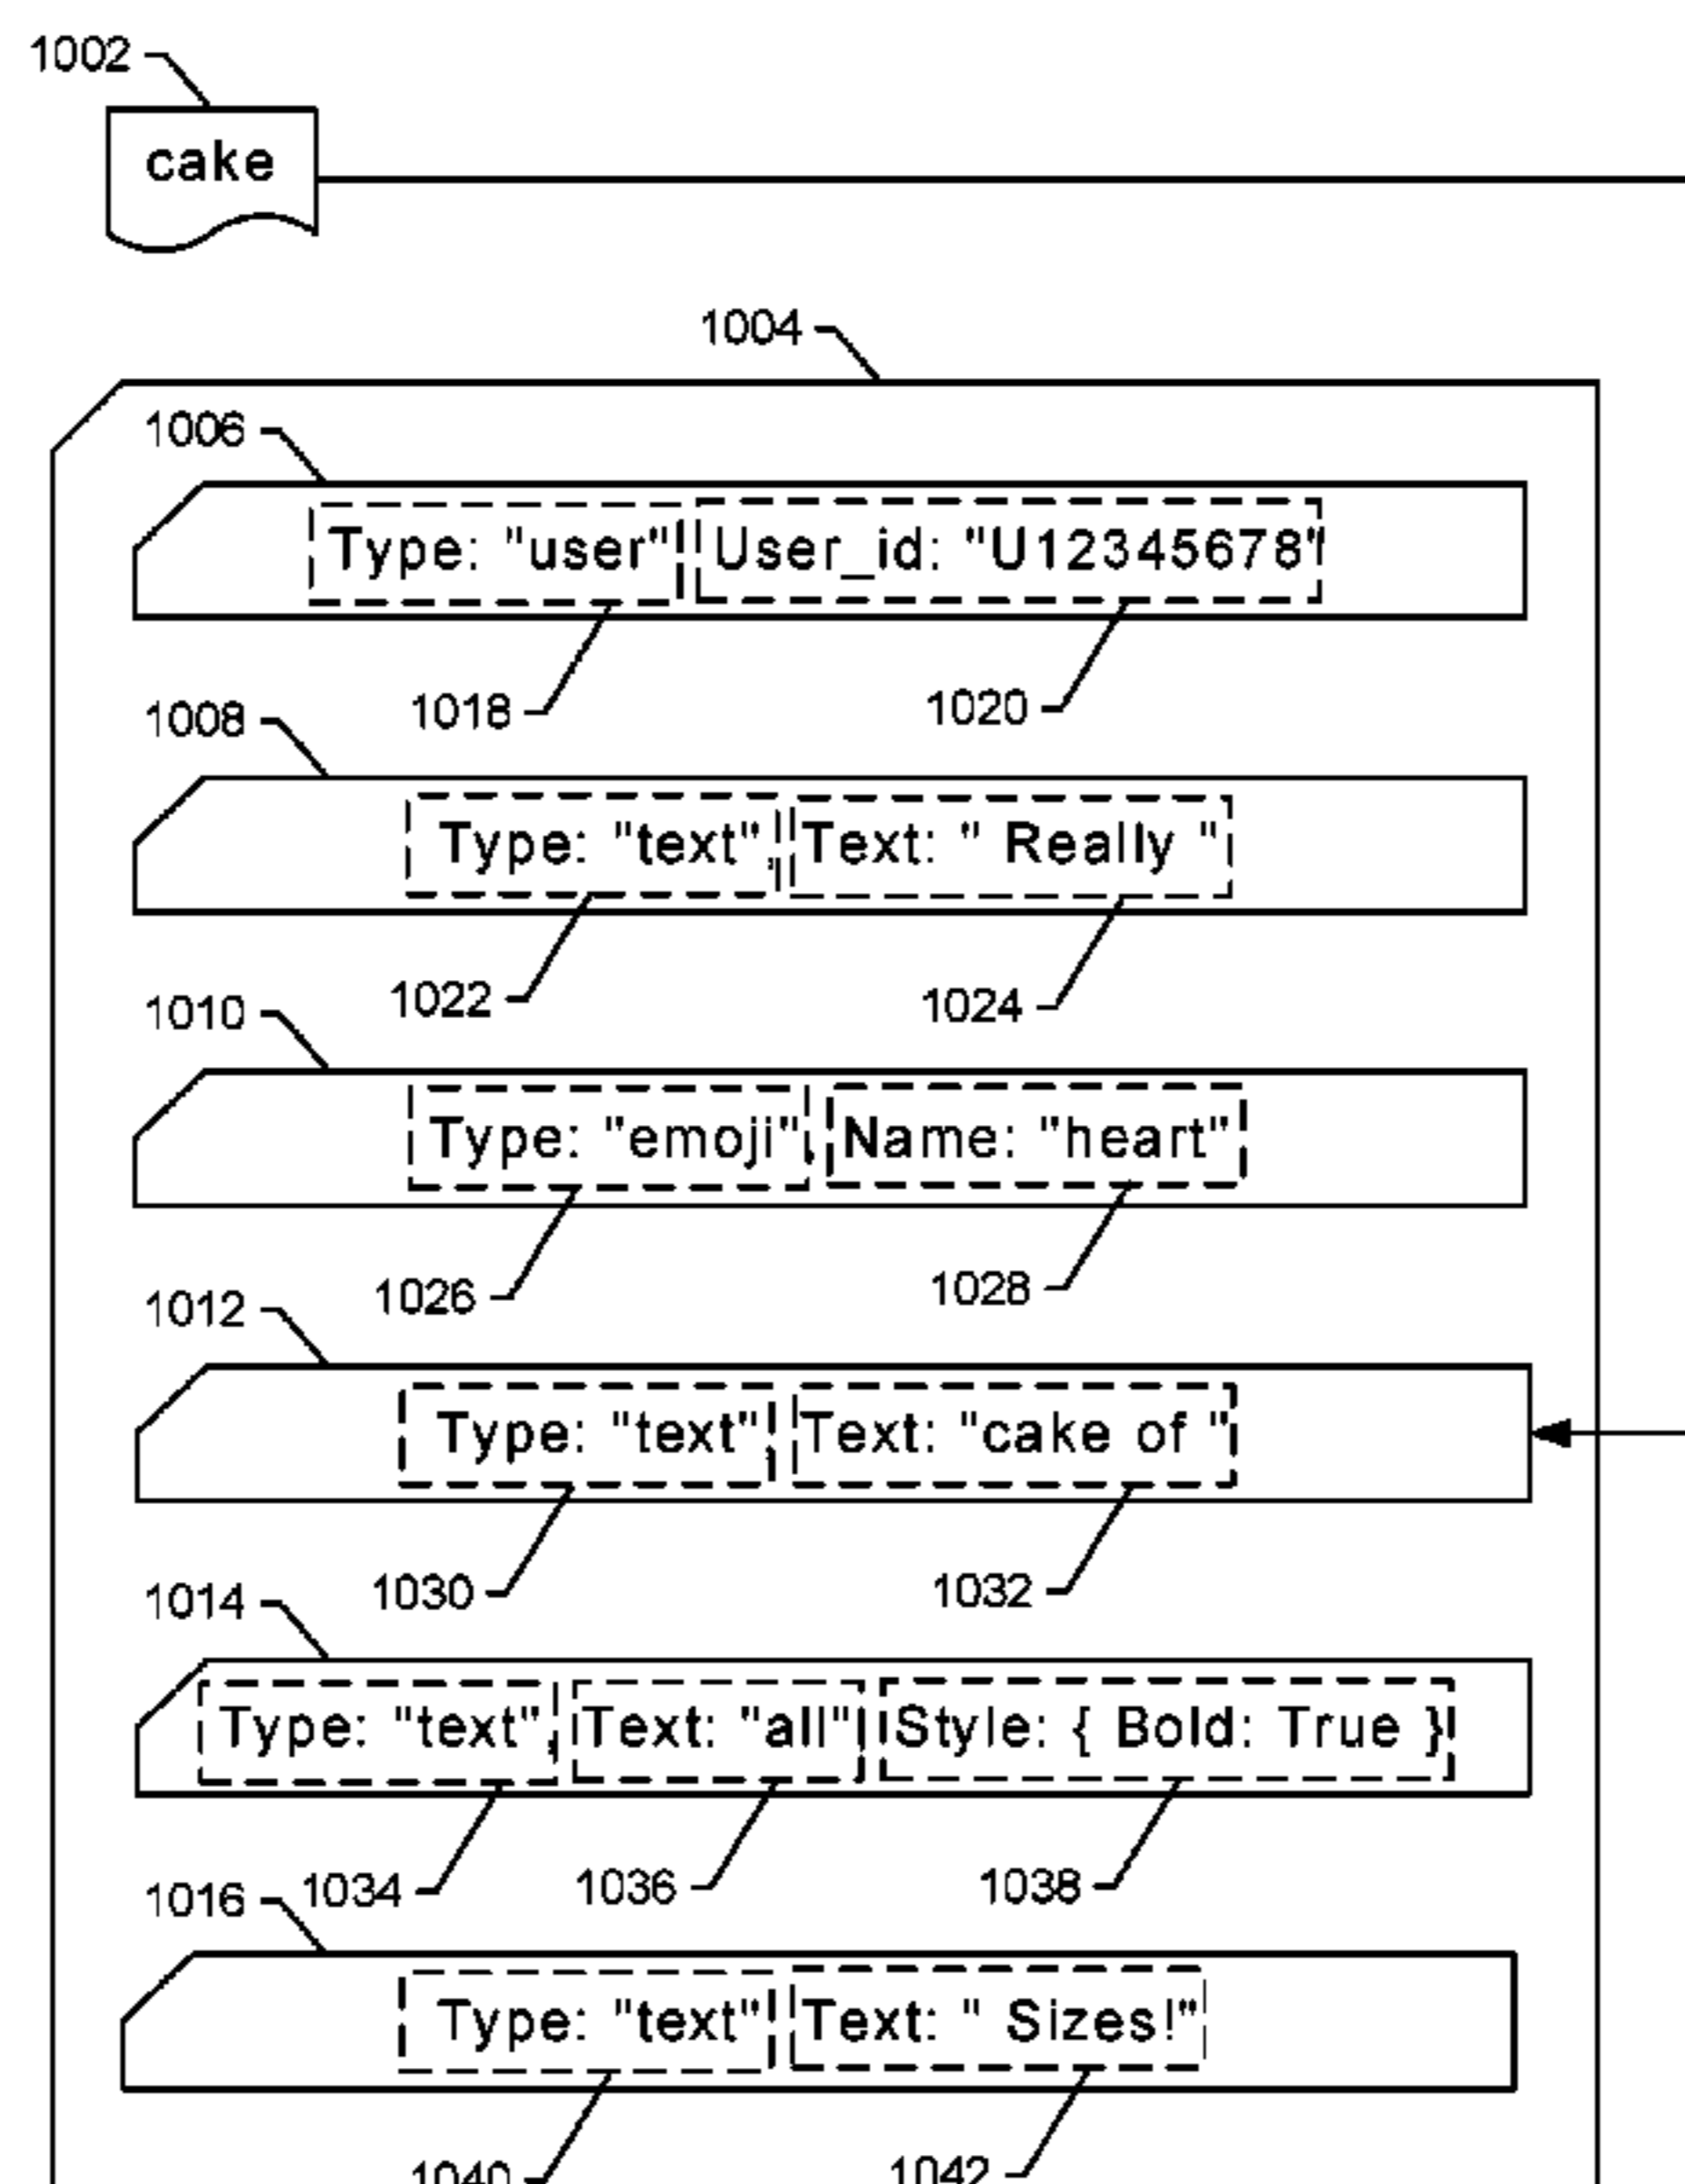 1002
cake
1004
1006
Type: "user" User_id: "U12345678"
1018 1020
1008
Type: "text", Text: " Really "
1022 1024
1010
Type: "emoji", Name: "heart"
1026 1028
1012
Type: "text", Text: "cake of "
1030 1032
1014
Type: "text", Text: "all" Style: { Bold: True }
1034 1036 1038
1016
Type: "text" Text: " Sizes!"
1040 1042